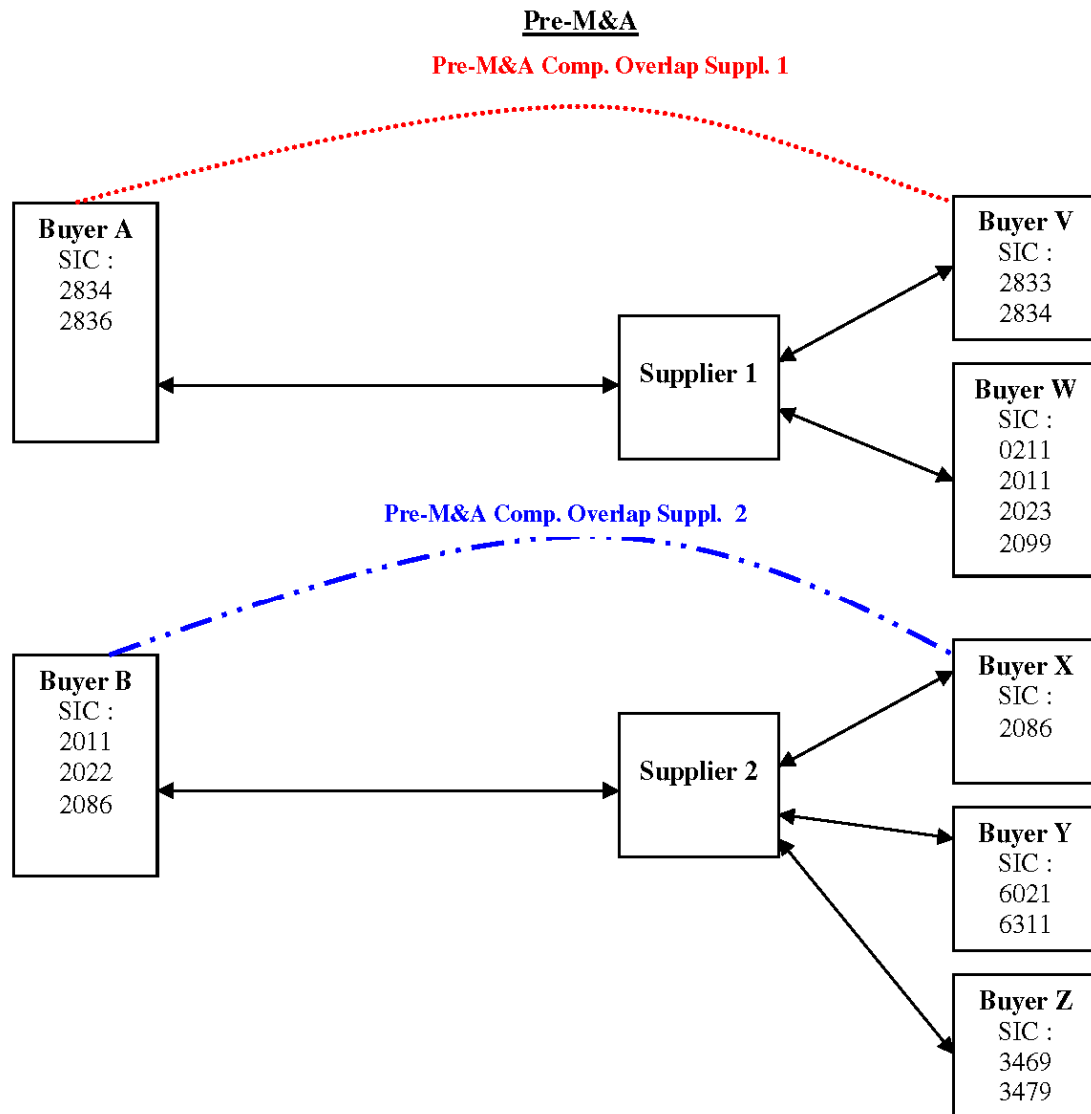 Pre-M&A
Pre-M&A Comp. Overlap Suppl. 1
Buyer A
SIC :
2834
2836
Supplier 1
Buyer V
SIC :
2833
2834
Buyer W
SIC :
0211
2011
2023
2099
Pre-M&A Comp. Overlap Suppl. 2
Buyer B
SIC :
2011
2022
2086
Supplier 2
Buyer X
SIC :
2086
Buyer Y
SIC :
6021
6311
Buyer Z
SIC :
3469
3479